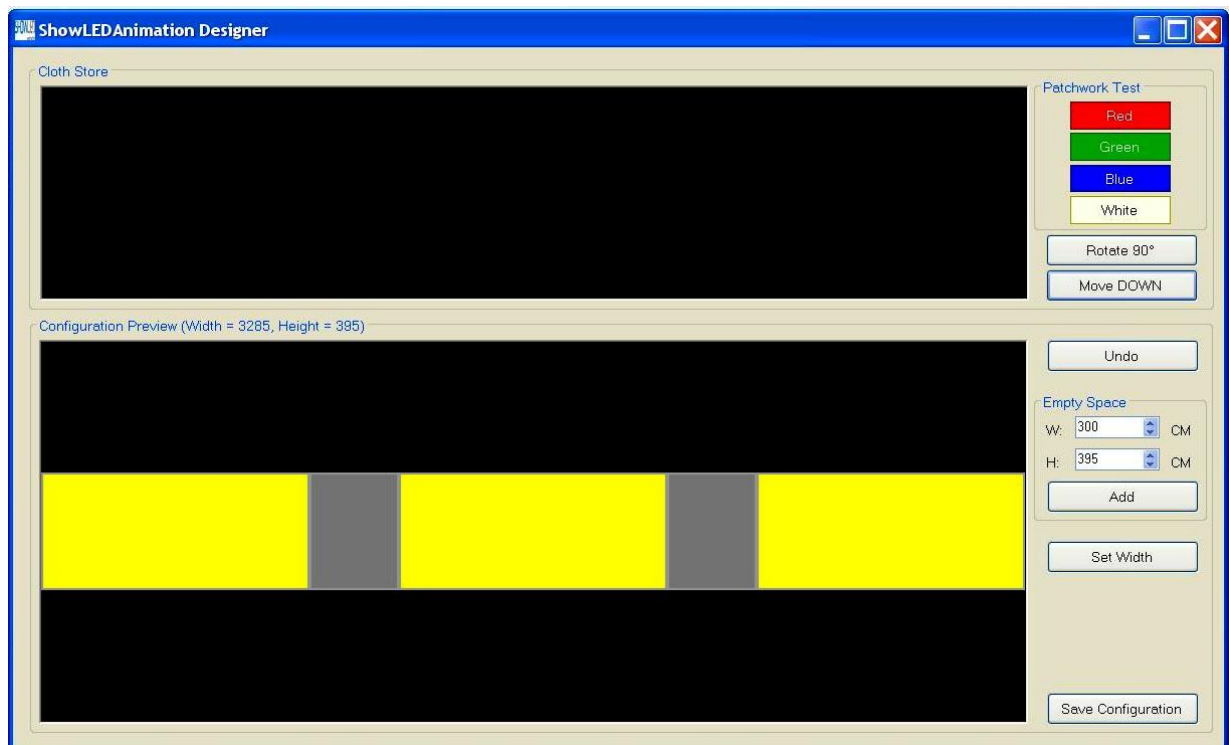 ShowLEDAnimation Designer
Cloth Store
Patchwork Test
Red
Green
Blue
White
Rotate 90°
Move DOWN
Configuration Preview (Width = 3285, Height = 395)
Undo
Empty Space
W: 300 CM
H: 395 CM
Add
Set Width
Save Configuration